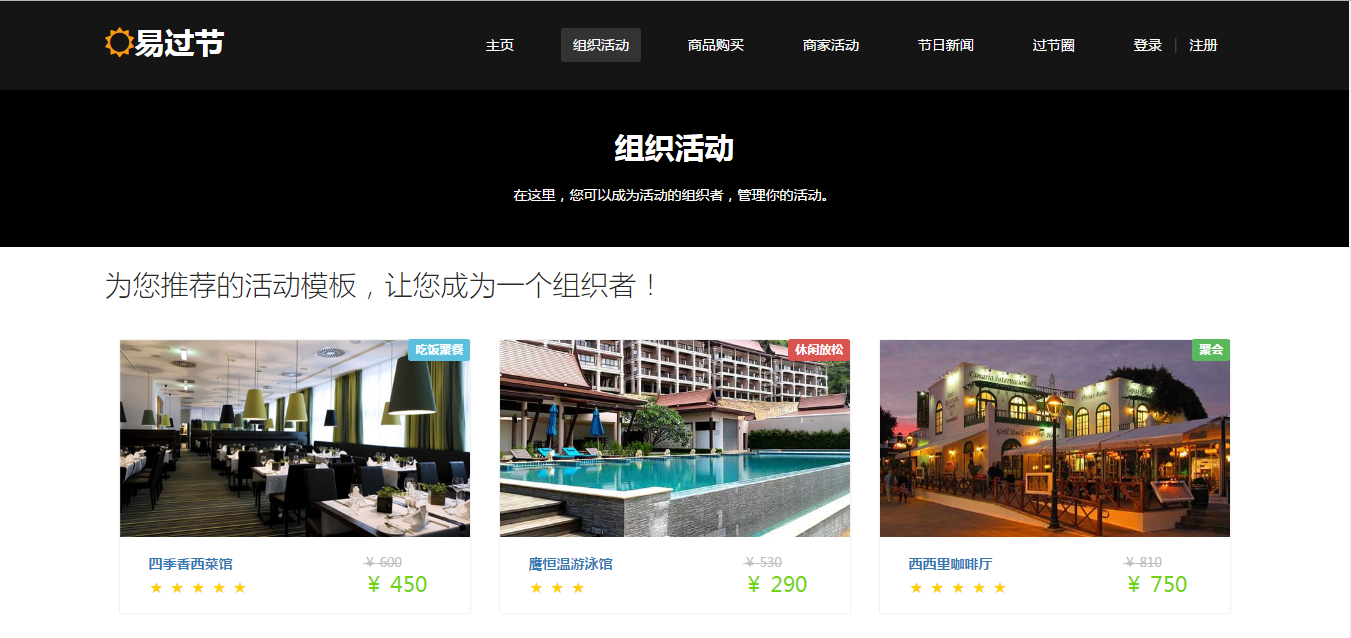 易过节
主页 组织活动 商品购买 商家活动 节日新闻 过节圈 登录 | 注册
组织活动
在这里，您可以成为活动的组织者，管理你的活动。
为您推荐的活动模板，让您成为一个组织者！
吃饭聚餐
休闲放松
聚会
四季香西菜馆 ¥ 600
★ ★ ★ ★ ★ ¥ 450
鹰恒温游泳馆 ¥ 530
★ ★ ★ ¥ 290
西西里咖啡厅 ¥ 810
★ ★ ★ ★ ★ ¥ 750